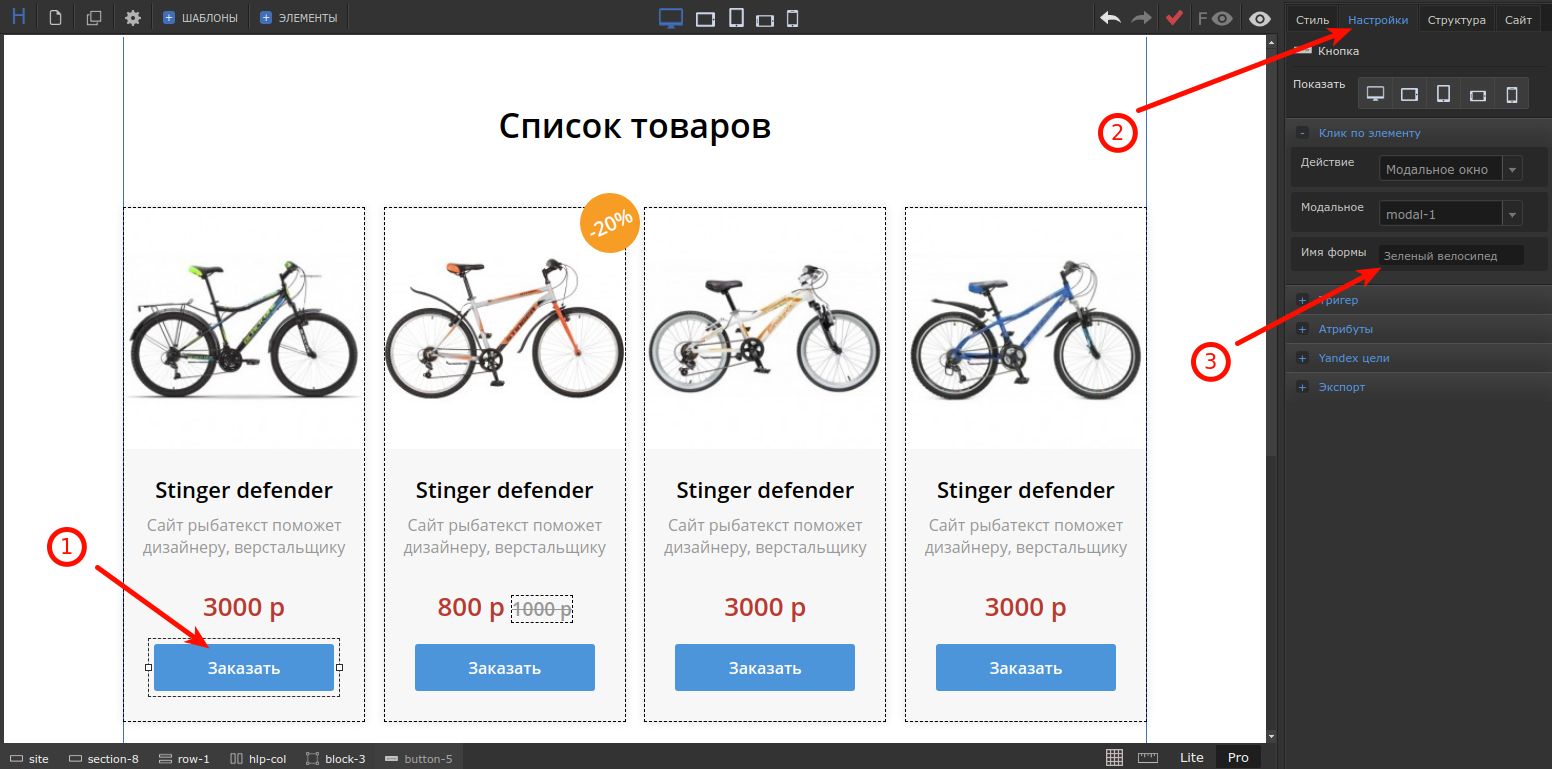 H ШАБЛОНЫ ЭЛЕМЕНТЫ F
Стиль Настройки Структура Сайт
Кнопка
Показать
- Клик по элементу
Действие Модальное окно
Модальное modal-1
Имя формы Зеленый велосипед
+ Тригер
+ Атрибуты
+ Yandex цели
+ Экспорт
2
3
Список товаров
-20%
Stinger defender Stinger defender Stinger defender Stinger defender
Сайт рыбатекст поможет Сайт рыбатекст поможет Сайт рыбатекст поможет Сайт рыбатекст поможет
дизайнеру, верстальщику дизайнеру, верстальщику дизайнеру, верстальщику дизайнеру, верстальщику
1
3000 р 800 р 1000 р 3000 р 3000 р
Заказать Заказать Заказать Заказать
site section-8 row-1 hlp-col block-3 button-5 Lite Pro